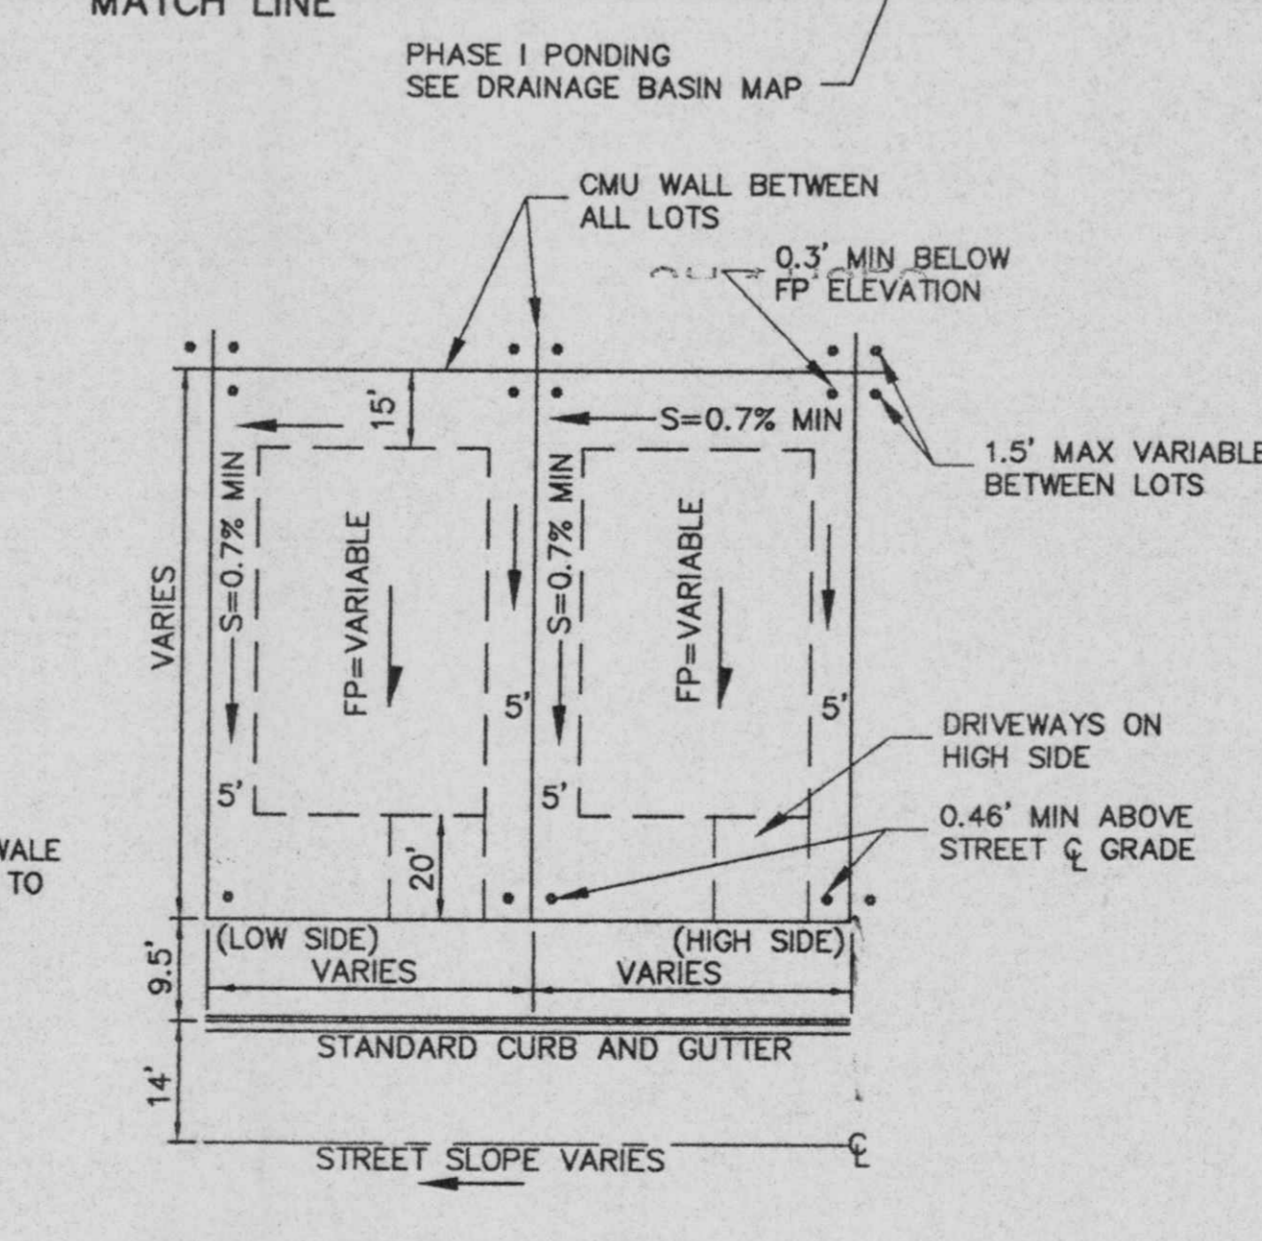 MATCH LINE
PHASE I PONDING
SEE DRAINAGE BASIN MAP
CMU WALL BETWEEN
ALL LOTS
0.3' MIN BELOW
FP ELEVATION
15'
S=0.7% MIN
1.5' MAX VARIABLE
BETWEEN LOTS
VARIES
S=0.7% MIN
FP=VARIABLE
S=0.7% MIN
FP=VARIABLE
5'
5'
5'
5'
DRIVEWAYS ON
HIGH SIDE
0.46' MIN ABOVE
STREET ℄ GRADE
WALE
TO
20'
(LOW SIDE)
(HIGH SIDE)
VARIES
VARIES
9.5'
STANDARD CURB AND GUTTER
14'
℄
STREET SLOPE VARIES